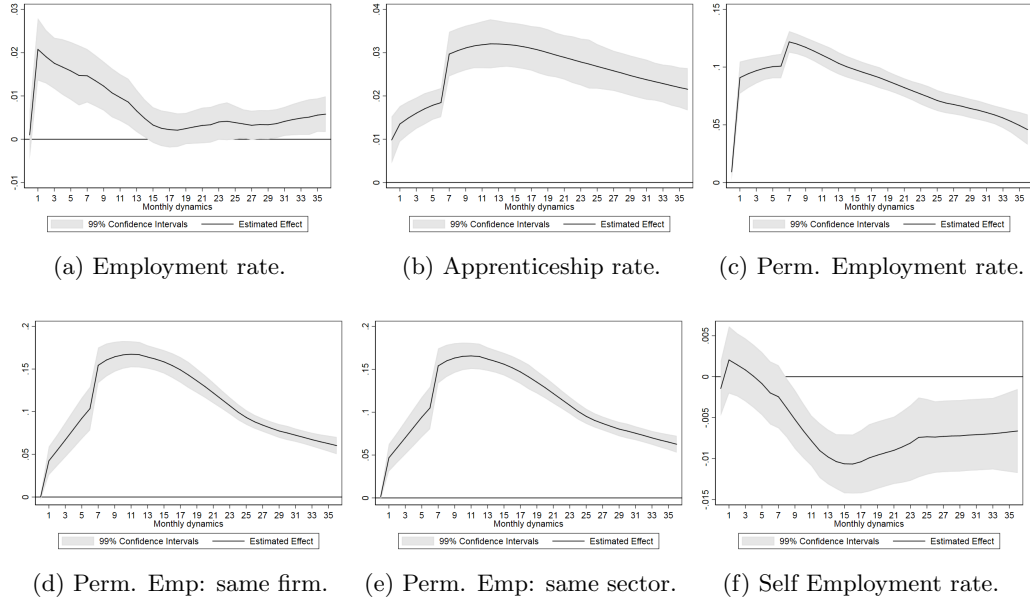 .03
.02
.01
0
-.01
1 3 5 7 9 11 13 15 17 19 21 23 25 27 29 31 33 35
Monthly dynamics
99% Confidence Intervals Estimated Effect
(a) Employment rate.
.04
.03
.02
.01
0
1 3 5 7 9 11 13 15 17 19 21 23 25 27 29 31 33 35
Monthly dynamics
99% Confidence Intervals Estimated Effect
(b) Apprenticeship rate.
.15
.1
.05
0
1 3 5 7 9 11 13 15 17 19 21 23 25 27 29 31 33 35
Monthly dynamics
99% Confidence Intervals Estimated Effect
(c) Perm. Employment rate.
.2
.15
.1
.05
0
1 3 5 7 9 11 13 15 17 19 21 23 25 27 29 31 33 35
Monthly dynamics
99% Confidence Intervals Estimated Effect
(d) Perm. Emp: same firm.
.2
.15
.1
.05
0
1 3 5 7 9 11 13 15 17 19 21 23 25 27 29 31 33 35
Monthly dynamics
99% Confidence Intervals Estimated Effect
(e) Perm. Emp: same sector.
.005
0
-.005
-.01
-.015
1 3 5 7 9 11 13 15 17 19 21 23 25 27 29 31 33 35
Monthly dynamics
99% Confidence Intervals Estimated Effect
(f) Self Employment rate.